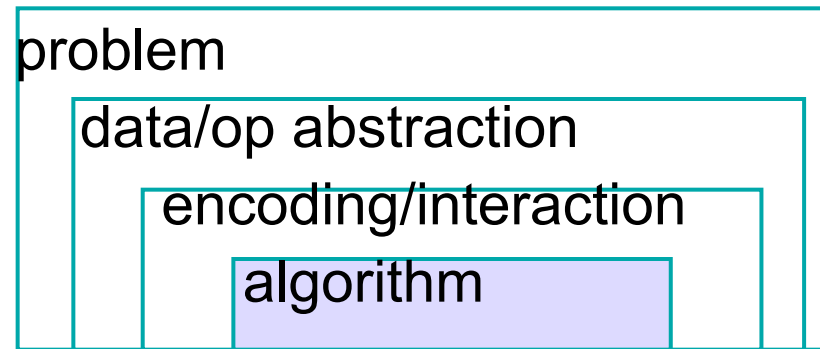 problem
data/op abstraction
encoding/interaction
algorithm